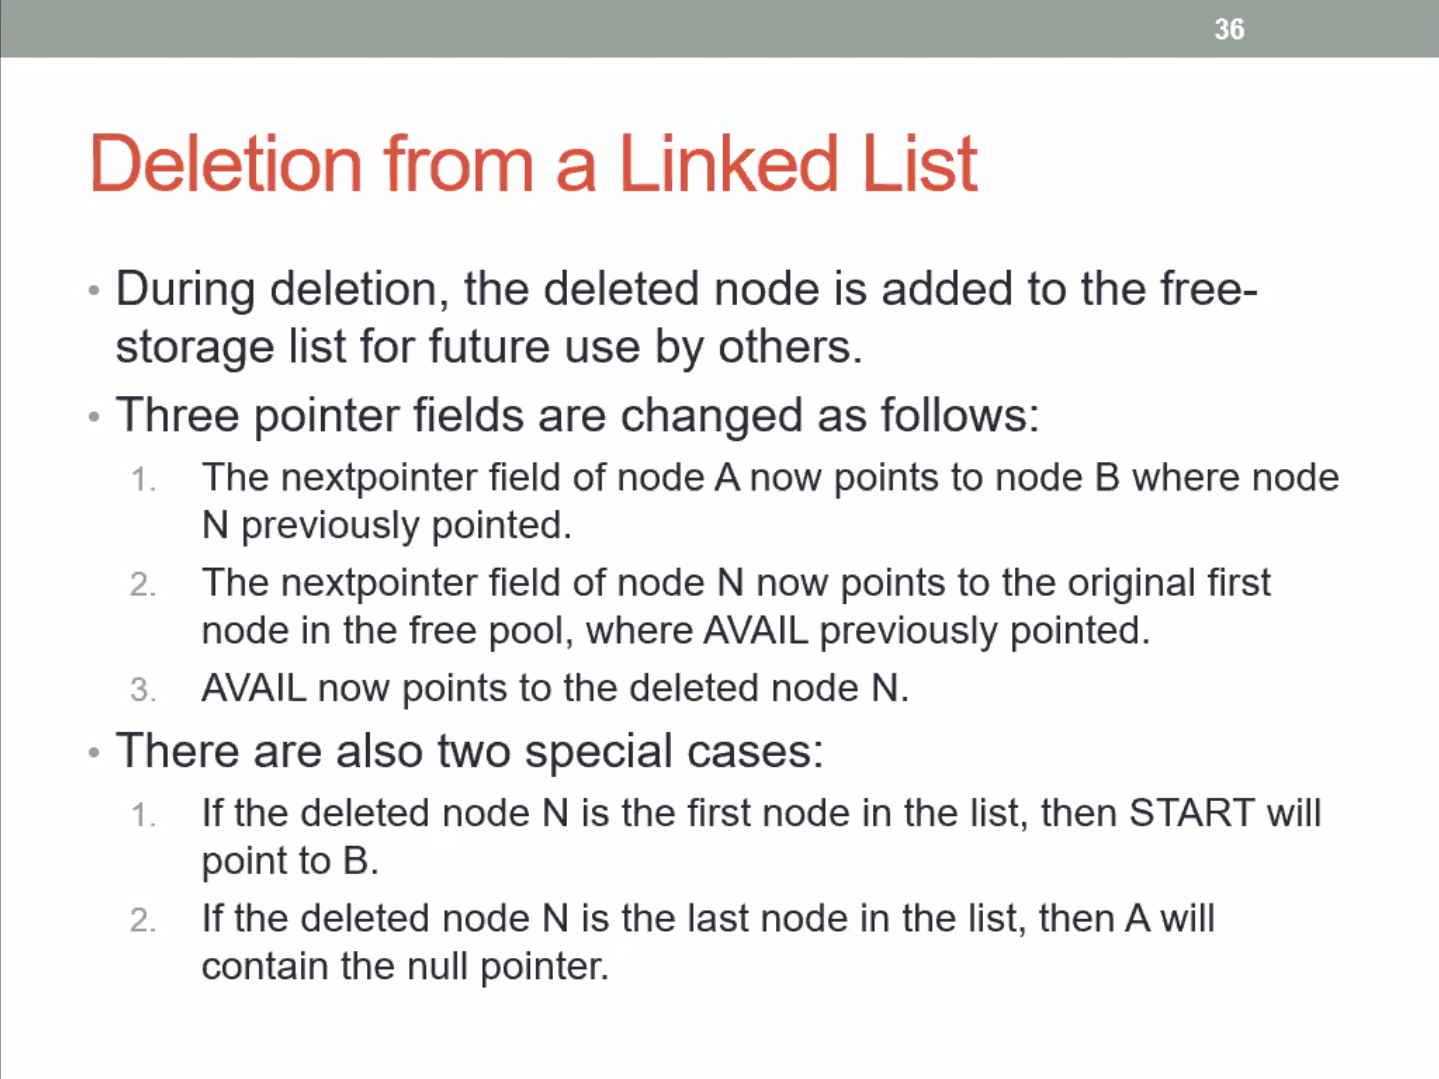 36
Deletion from a Linked List
• During deletion, the deleted node is added to the free-
storage list for future use by others.
• Three pointer fields are changed as follows:
1. The nextpointer field of node A now points to node B where node
N previously pointed.
2. The nextpointer field of node N now points to the original first
node in the free pool, where AVAIL previously pointed.
3. AVAIL now points to the deleted node N.
• There are also two special cases:
1. If the deleted node N is the first node in the list, then START will
point to B.
2. If the deleted node N is the last node in the list, then A will
contain the null pointer.